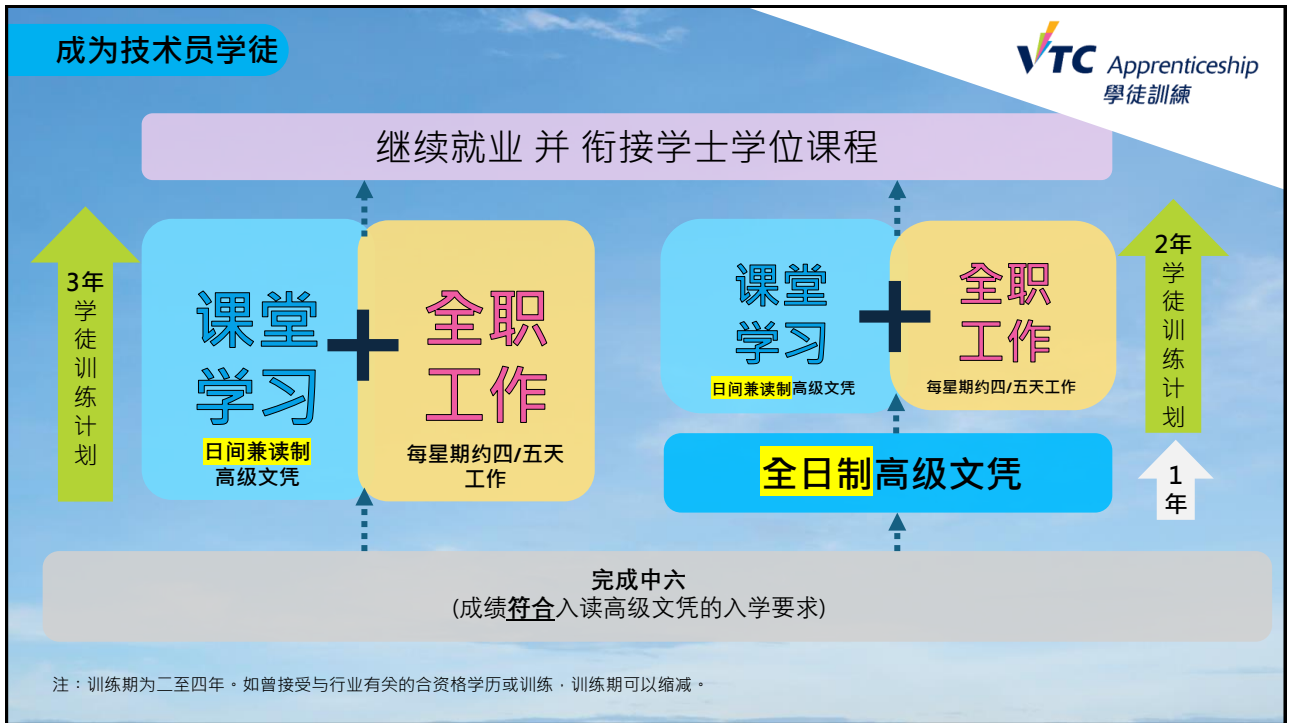 成为技术员学徒
VTC Apprenticeship
學徒訓練
继续就业 并 衔接学士学位课程
3年
学
徒
训
练
计
划
课堂
学习
日间兼读制
高级文凭
+
全职
工作
每星期约四/五天
工作
课堂
学习
日间兼读制高级文凭
+
全职
工作
每星期约四/五天工作
2年
学
徒
训
练
计
划
全日制高级文凭
1
年
完成中六
(成绩符合入读高级文凭的入学要求)
注：训练期为二至四年。如曾接受与行业有关的合资格学历或训练，训练期可以缩减。